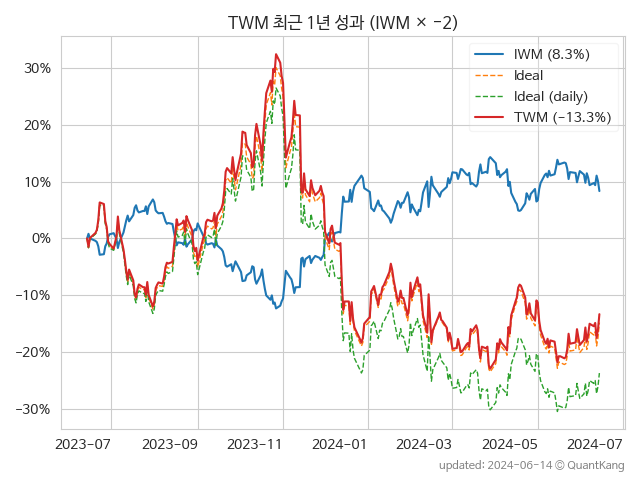 TWM 최근 1년 성과 (IWM × −2)
IWM (8.3%)
Ideal
Ideal (daily)
TWM (−13.3%)
30%
20%
10%
0%
−10%
−20%
−30%
2023-07
2023-09
2023-11
2024-01
2024-03
2024-05
2024-07
updated: 2024-06-14 © QuantKang